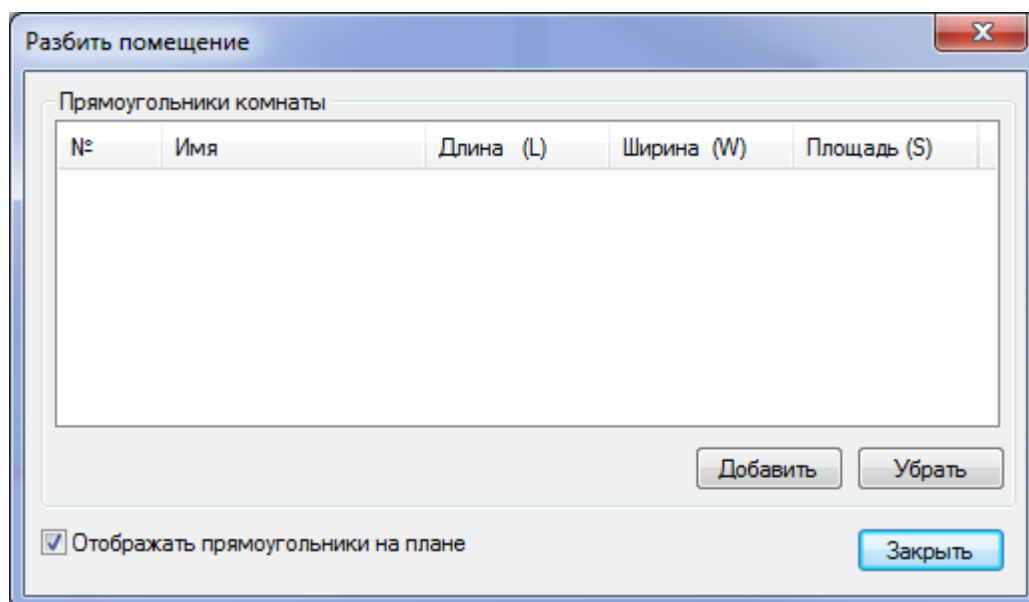 Разбить помещение
Прямоугольники комнаты
№ Имя Длина (L) Ширина (W) Площадь (S)
Добавить Убрать
Отображать прямоугольники на плане
Закрыть